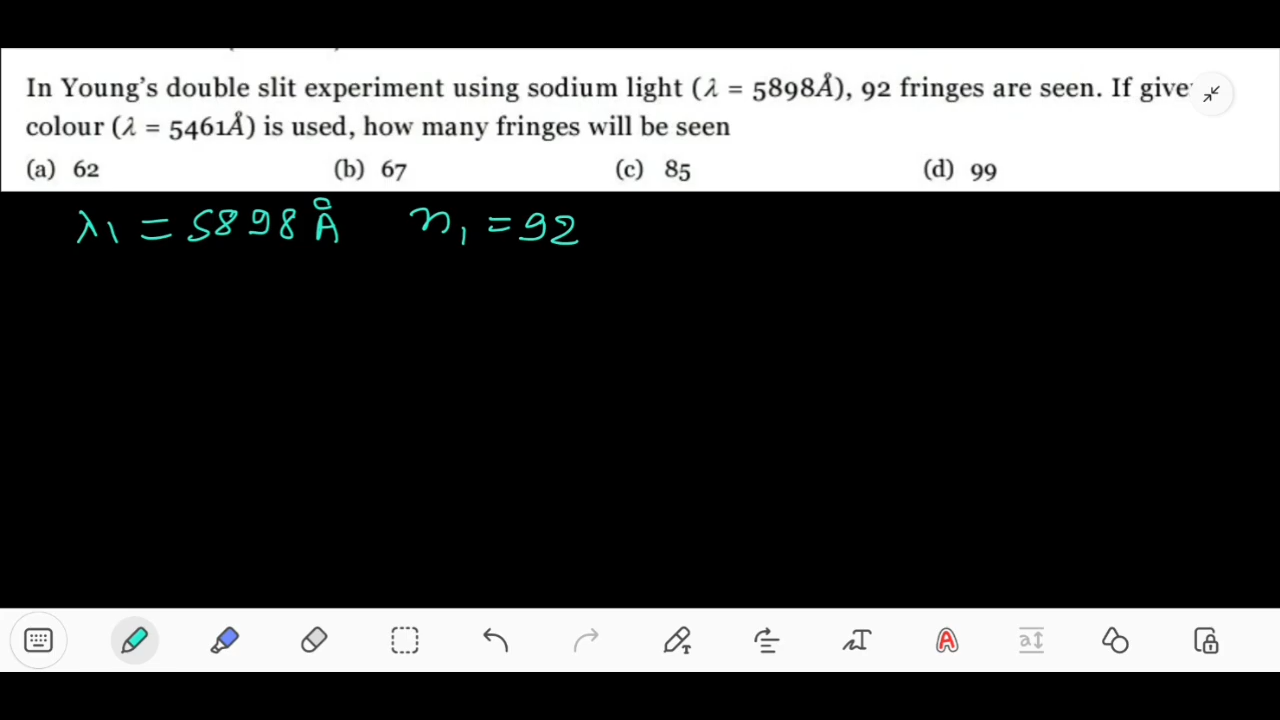 In Young's double slit experiment using sodium light (λ = 5898Å), 92 fringes are seen. If give
colour (λ = 5461Å) is used, how many fringes will be seen
(a) 62 (b) 67 (c) 85 (d) 99
λ1 = 5898 Å n1 = 92